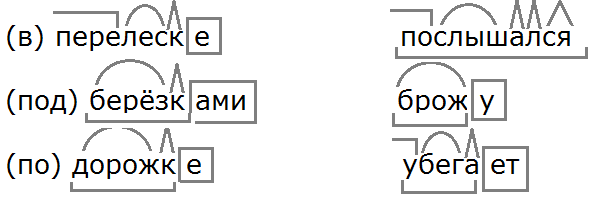 (в) перелеске послышался
(под) берёзками брожу
(по) дорожке убегает